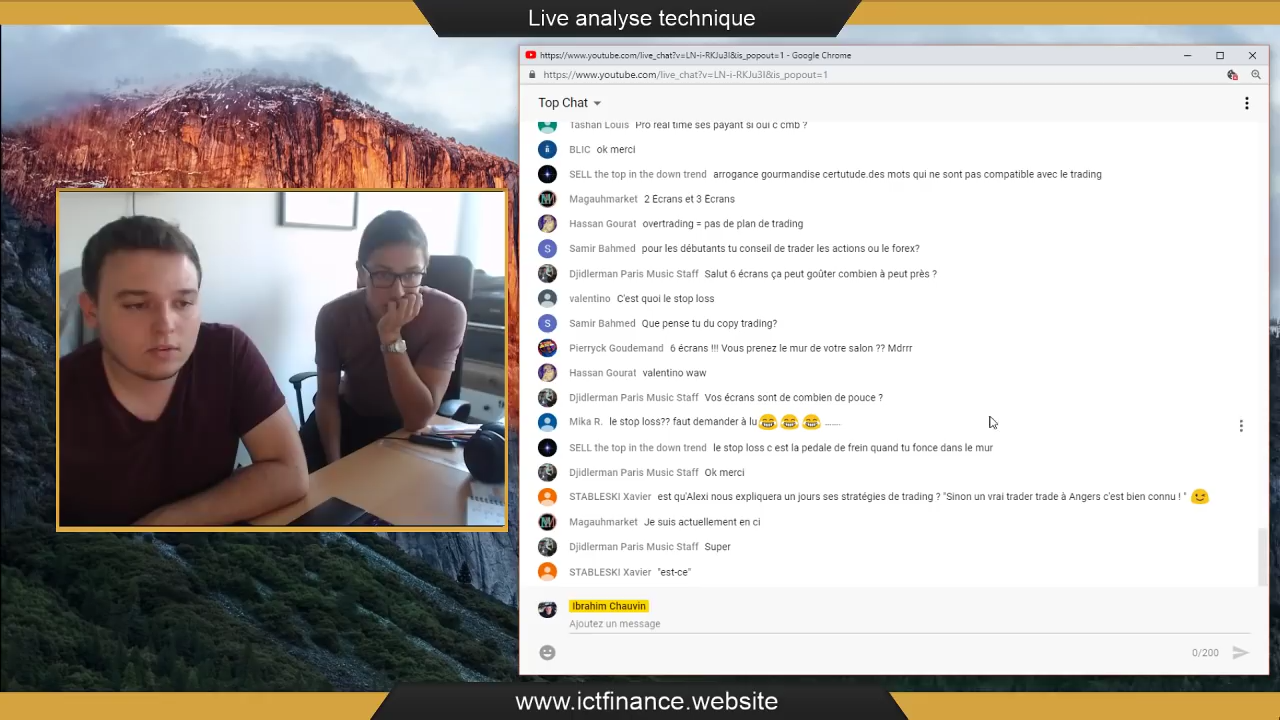 Live analyse technique
https://www.youtube.com/live_chat?v=LN-i-RKJu3I&is_popout=1 - Google Chrome
https://www.youtube.com/live_chat?v=LN-i-RKJu3I&is_popout=1
Top Chat
Tashan Louis Pro real time ses payant si oui c cmb ?
BLIC ok merci
SELL the top in the down trend arrogance gourmandise certutude.des mots qui ne sont pas compatible avec le trading
Magauhmarket 2 Ecrans et 3 Ecrans
Hassan Gourat overtrading = pas de plan de trading
S Samir Bahmed pour les débutants tu conseil de trader les actions ou le forex?
Djidlerman Paris Music Staff Salut 6 écrans ça peut goûter combien à peut près ?
valentino C'est quoi le stop loss
S Samir Bahmed Que pense tu du copy trading?
Pierryck Goudemand 6 écrans !!! Vous prenez le mur de votre salon ?? Mdrrr
Hassan Gourat valentino waw
Djidlerman Paris Music Staff Vos écrans sont de combien de pouce ?
Mika R. le stop loss?? faut demander à lu😂 😂 😂 .......
SELL the top in the down trend le stop loss c est la pedale de frein quand tu fonce dans le mur
Djidlerman Paris Music Staff Ok merci
STABLESKI Xavier est qu'Alexi nous expliquera un jours ses stratégies de trading ? "Sinon un vrai trader trade à Angers c'est bien connu ! " 😉
Magauhmarket Je suis actuellement en ci
Djidlerman Paris Music Staff Super
STABLESKI Xavier "est-ce"
Ibrahim Chauvin
Ajoutez un message
0/200
www.ictfinance.website